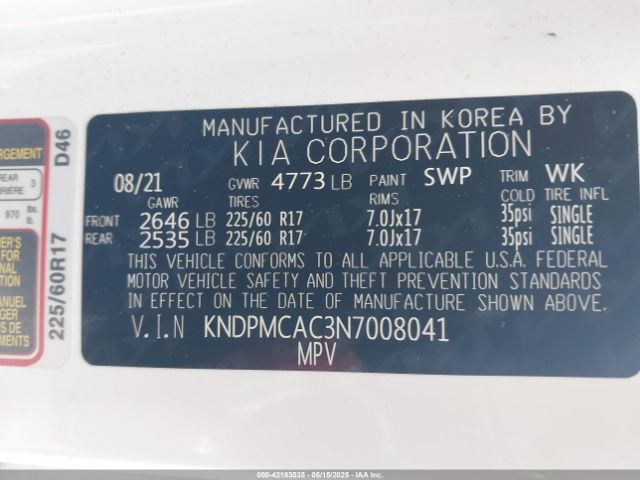 MANUFACTURED IN KOREA BY
KIA CORPORATION
08/21 GVWR 4773 LB PAINT SWP TRIM WK
GAWR TIRES RIMS COLD TIRE INFL
FRONT 2646 LB 225/60 R17 7.0Jx17 35psi SINGLE
REAR 2535 LB 225/60 R17 7.0Jx17 35psi SINGLE
THIS VEHICLE CONFORMS TO ALL APPLICABLE U.S.A. FEDERAL
MOTOR VEHICLE SAFETY AND THEFT PREVENTION STANDARDS
IN EFFECT ON THE DATE OF MANUFACTURE SHOWN ABOVE.
V.I.N KNDPMCAC3N7008041
MPV
225/60R17 D46
REAR 3
970 lbs.
000-42183535 - 05/15/2025 - IAA Inc.